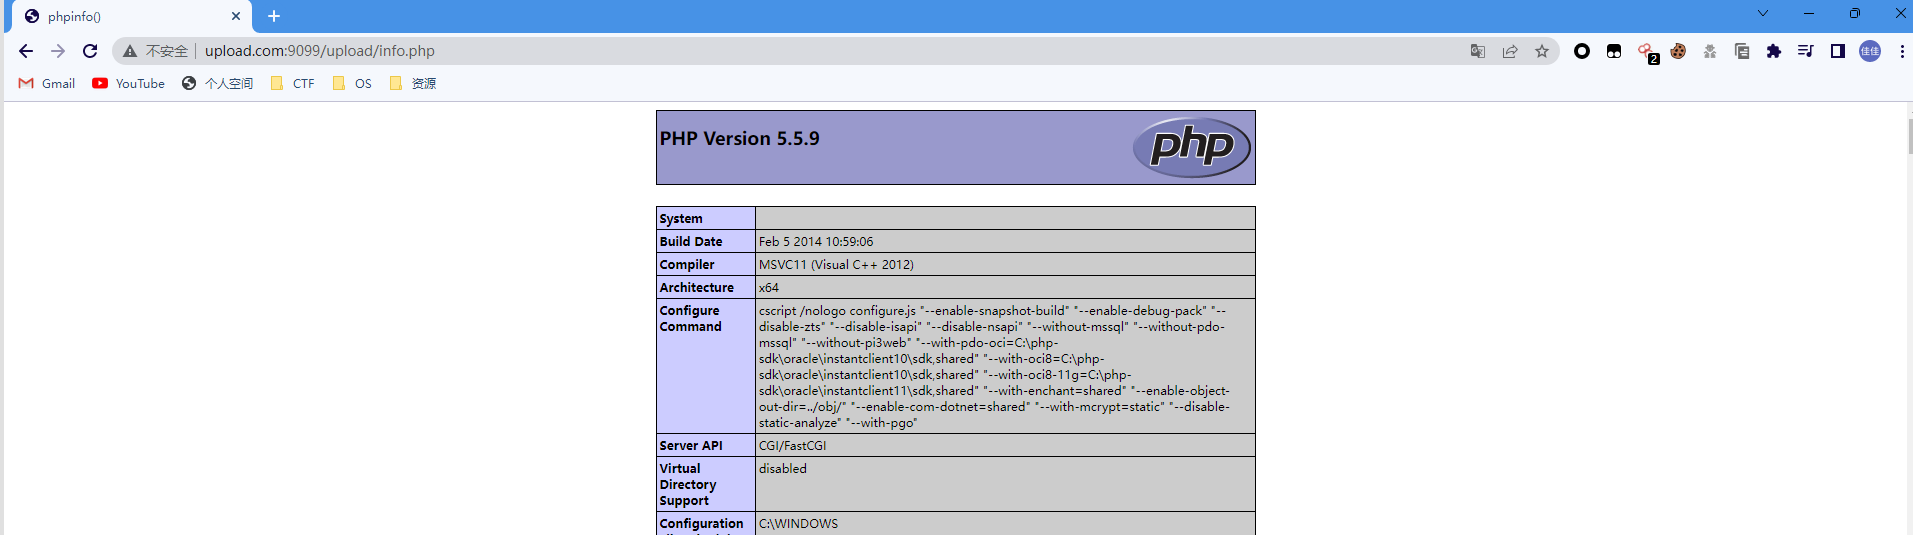 phpinfo()
不安全 upload.com:9099/upload/info.php
2
佳佳
Gmail YouTube 个人空间 CTF OS 资源
PHP Version 5.5.9
php
System
Build Date Feb 5 2014 10:59:06
Compiler MSVC11 (Visual C++ 2012)
Architecture x64
Configure cscript /nologo configure.js "--enable-snapshot-build" "--enable-debug-pack" "--
Command disable-zts" "--disable-isapi" "--disable-nsapi" "--without-mssql" "--without-pdo-
mssql" "--without-pi3web" "--with-pdo-oci=C:\php-
sdk\oracle\instantclient10\sdk,shared" "--with-oci8=C:\php-
sdk\oracle\instantclient10\sdk,shared" "--with-oci8-11g=C:\php-
sdk\oracle\instantclient11\sdk,shared" "--with-enchant=shared" "--enable-object-
out-dir=../obj/" "--enable-com-dotnet=shared" "--with-mcrypt=static" "--disable-
static-analyze" "--with-pgo"
Server API CGI/FastCGI
Virtual disabled
Directory
Support
Configuration C:\WINDOWS